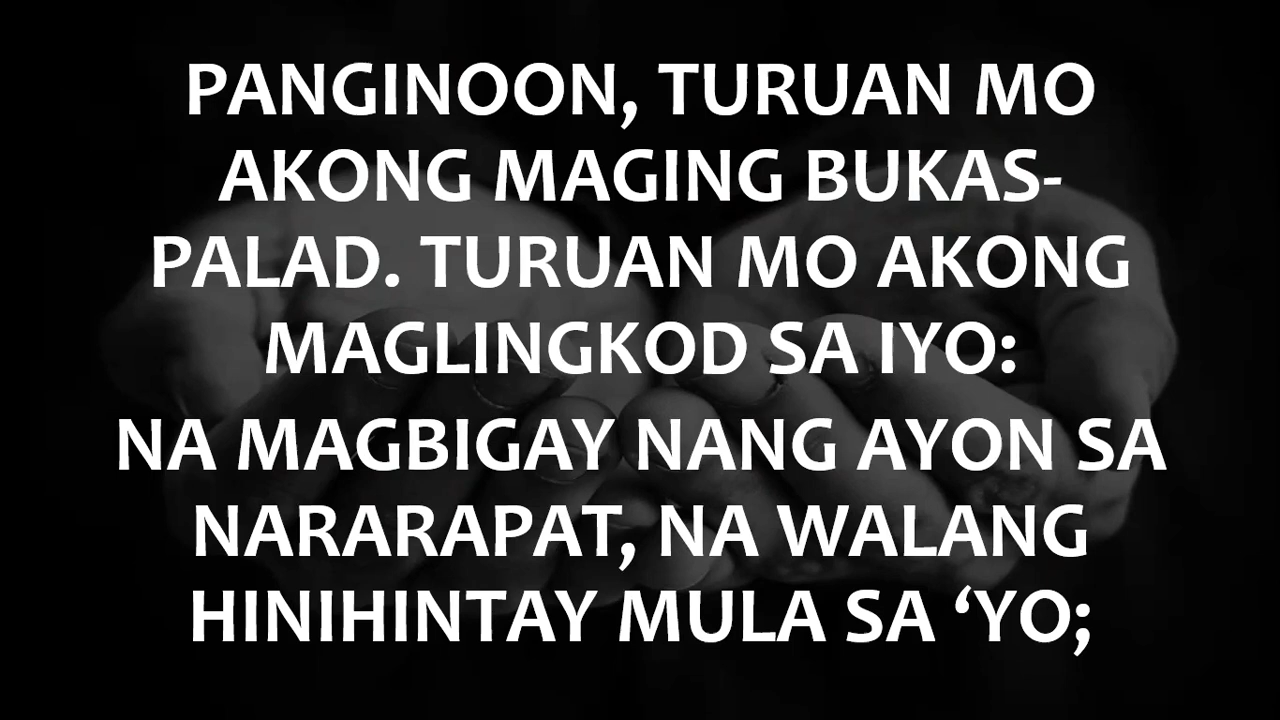 PANGINOON, TURUAN MO
AKONG MAGING BUKAS-
PALAD. TURUAN MO AKONG
MAGLINGKOD SA IYO:
NA MAGBIGAY NANG AYON SA
NARARAPAT, NA WALANG
HINIHINTAY MULA SA ‘YO;